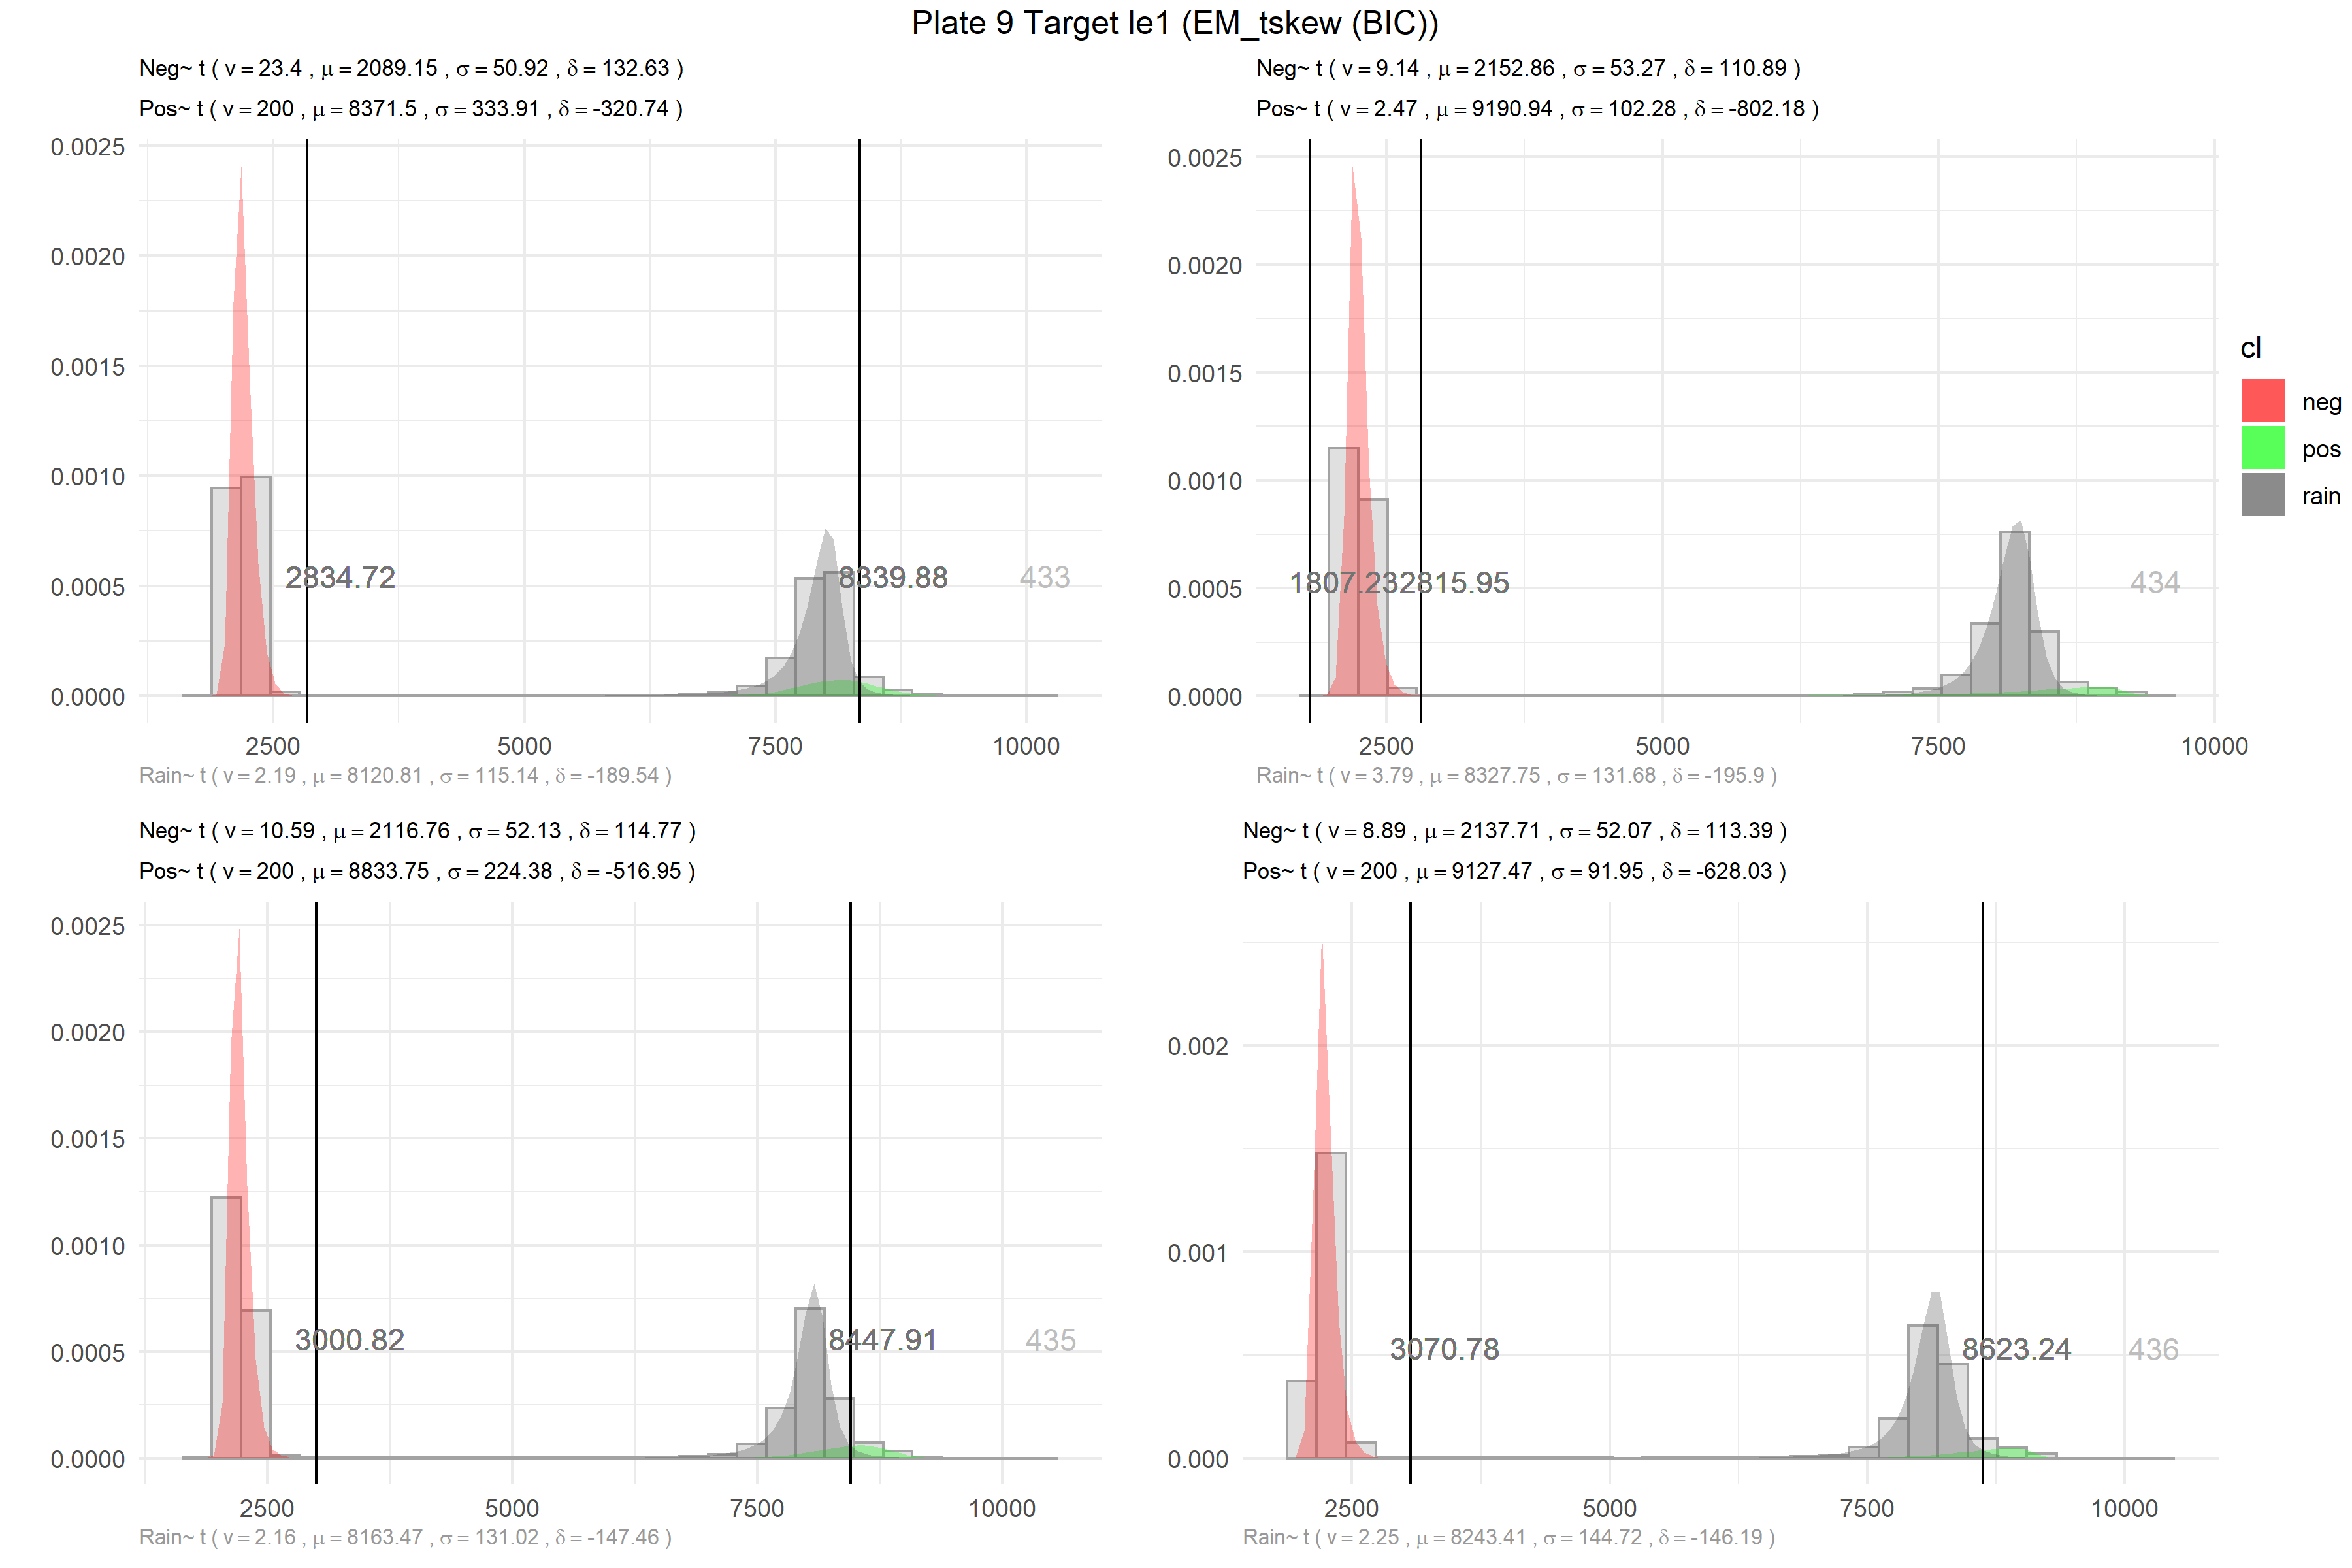 Plate 9 Target le1 (EM_tskew (BIC))
Neg~ t ( v = 23.4 , μ = 2089.15 , σ = 50.92 , δ = 132.63 )
Pos~ t ( v = 200 , μ = 8371.5 , σ = 333.91 , δ = -320.74 )
0.0025
0.0020
0.0015
0.0010
0.0005
0.0000
2834.72
8339.88
433
2500 5000 7500 10000
Rain~ t ( v = 2.19 , μ = 8120.81 , σ = 115.14 , δ = -189.54 )
Neg~ t ( v = 9.14 , μ = 2152.86 , σ = 53.27 , δ = 110.89 )
Pos~ t ( v = 2.47 , μ = 9190.94 , σ = 102.28 , δ = -802.18 )
0.0025
0.0020
0.0015
0.0010
0.0005
0.0000
1807.23
2815.95
434
2500 5000 7500 10000
Rain~ t ( v = 3.79 , μ = 8327.75 , σ = 131.68 , δ = -195.9 )
cl
neg
pos
rain
Neg~ t ( v = 10.59 , μ = 2116.76 , σ = 52.13 , δ = 114.77 )
Pos~ t ( v = 200 , μ = 8833.75 , σ = 224.38 , δ = -516.95 )
0.0025
0.0020
0.0015
0.0010
0.0005
0.0000
3000.82
8447.91
435
2500 5000 7500 10000
Rain~ t ( v = 2.16 , μ = 8163.47 , σ = 131.02 , δ = -147.46 )
Neg~ t ( v = 8.89 , μ = 2137.71 , σ = 52.07 , δ = 113.39 )
Pos~ t ( v = 200 , μ = 9127.47 , σ = 91.95 , δ = -628.03 )
0.002
0.001
0.000
3070.78
8623.24
436
2500 5000 7500 10000
Rain~ t ( v = 2.25 , μ = 8243.41 , σ = 144.72 , δ = -146.19 )